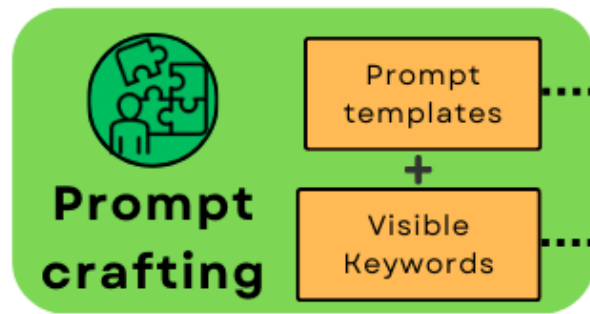 Prompt
crafting
Prompt
templates
+
Visible
Keywords